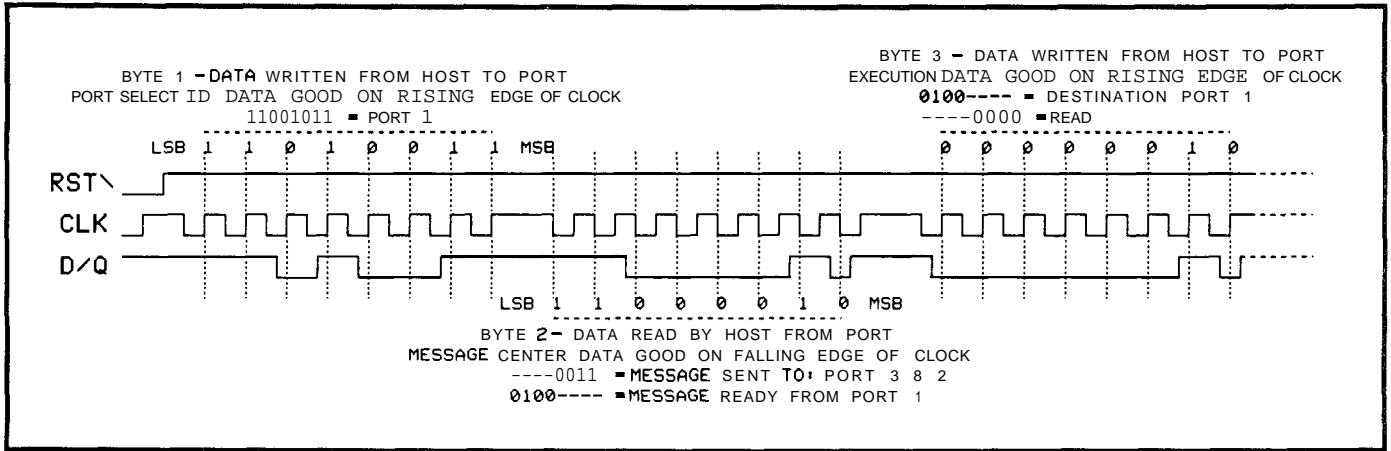 BYTE 1 - DATA WRITTEN FROM HOST TO PORT
PORT SELECT ID DATA GOOD ON RISING EDGE OF CLOCK
11001011 = PORT 1
BYTE 3 - DATA WRITTEN FROM HOST TO PORT
EXECUTION DATA GOOD ON RISING EDGE OF CLOCK
0100---- = DESTINATION PORT 1
----0000 = READ
LSB 1 1 0 1 0 0 1 1 MSB
0 0 0 0 0 0 1 0
RST\
CLK
D/Q
LSB 1 1 0 0 0 0 1 0 MSB
BYTE 2 - DATA READ BY HOST FROM PORT
MESSAGE CENTER DATA GOOD ON FALLING EDGE OF CLOCK
----0011 = MESSAGE SENT TO: PORT 3 8 2
0100---- = MESSAGE READY FROM PORT 1